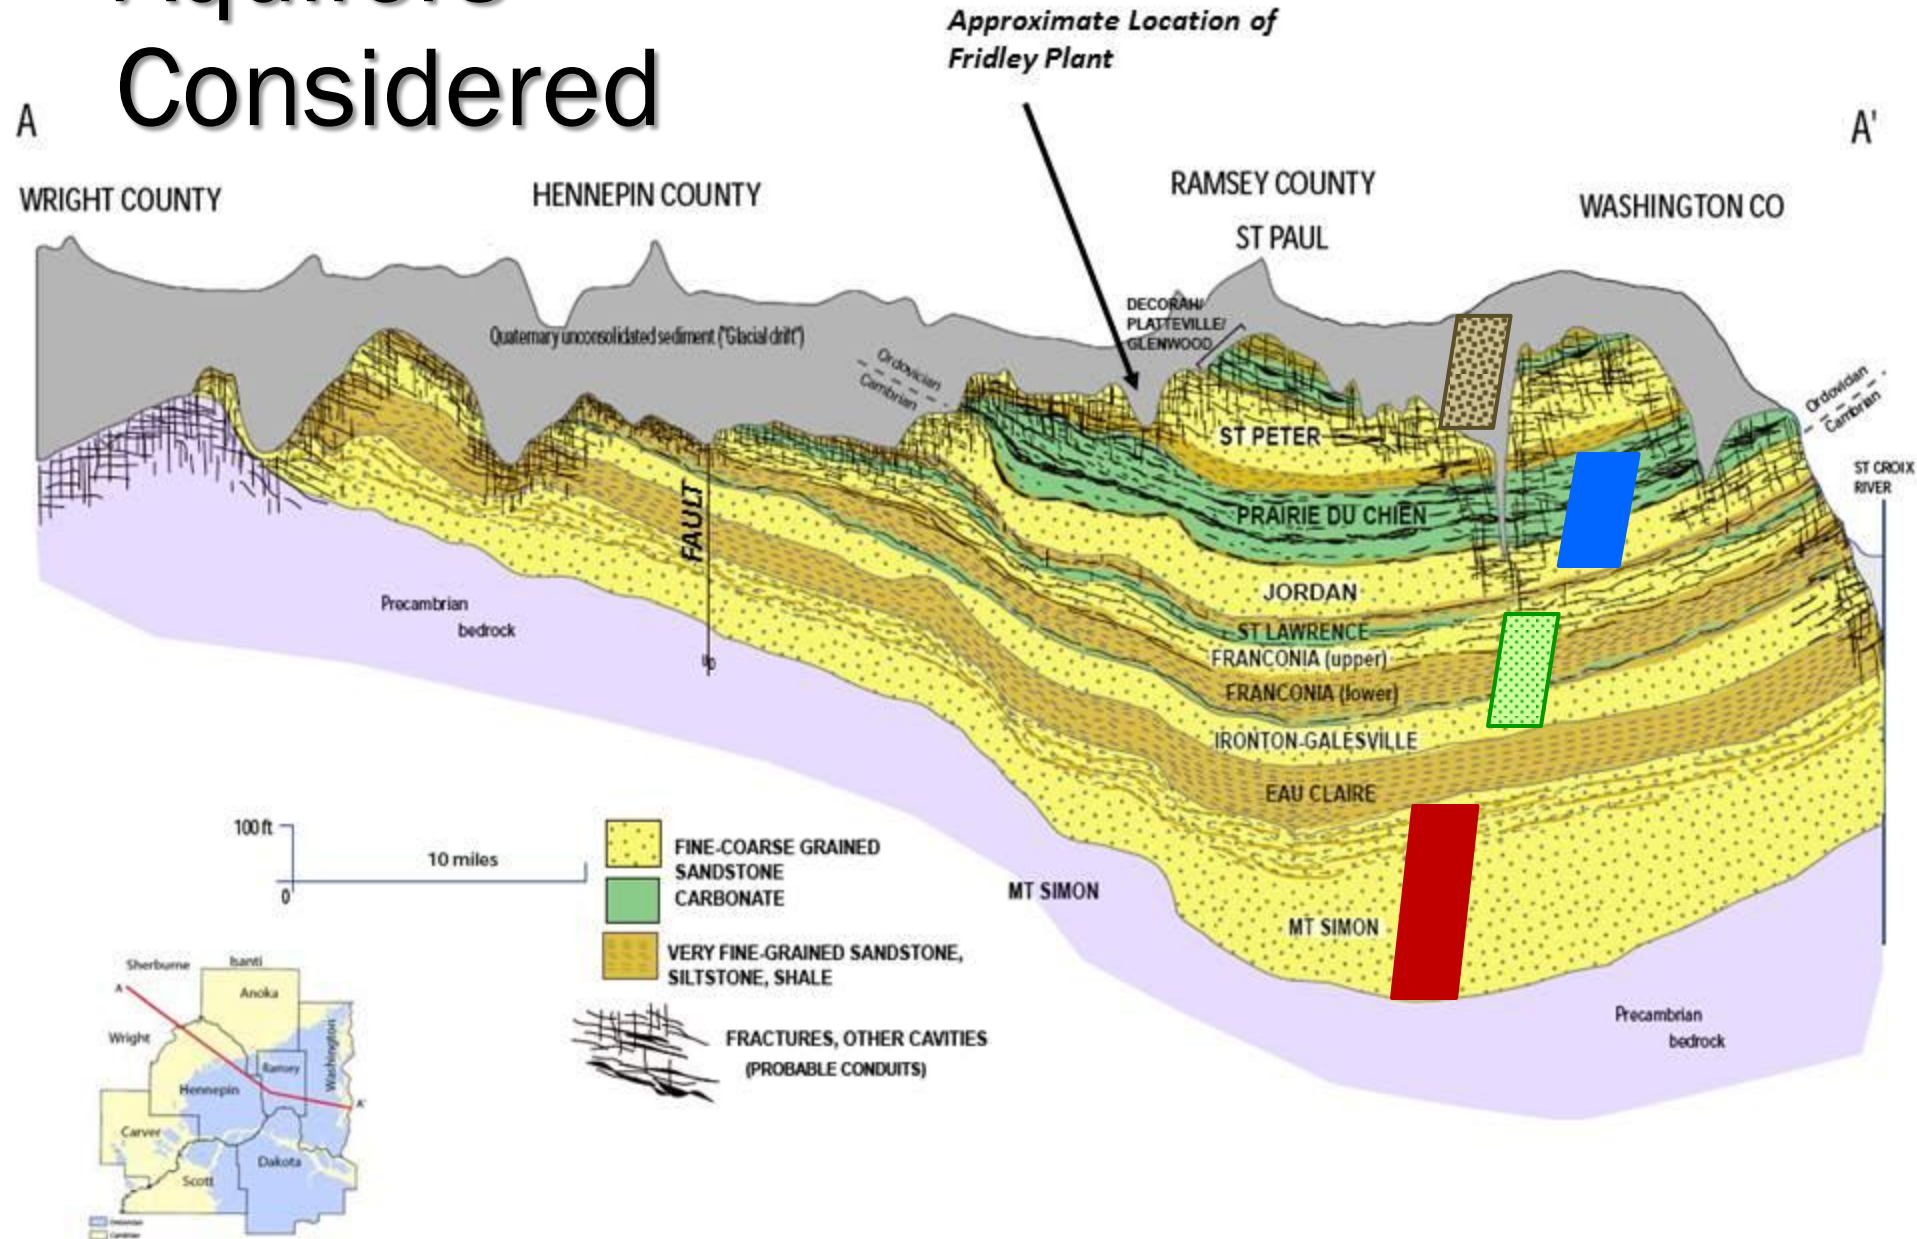 Aquifers
Considered
Approximate Location of
Fridley Plant
A
A'
WRIGHT COUNTY
HENNEPIN COUNTY
RAMSEY COUNTY
ST PAUL
WASHINGTON CO
DECORAH/
PLATTEVILLE/
GLENWOOD
Quaternary unconsolidated sediment ("Glacial drift")
Ordovician
Cambrian
Ordovidian
Cambrian
ST CROIX
RIVER
ST PETER
PRAIRIE DU CHIEN
FAULT
JORDAN
ST LAWRENCE
FRANCONIA (upper)
FRANCONIA (lower)
IRONTON-GALESVILLE
EAU CLAIRE
MT SIMON
MT SIMON
Precambrian
bedrock
Precambrian
bedrock
100 ft
10 miles
0
FINE-COARSE GRAINED
SANDSTONE
CARBONATE
VERY FINE-GRAINED SANDSTONE,
SILTSTONE, SHALE
FRACTURES, OTHER CAVITIES
(PROBABLE CONDUITS)
Sherburne
Isanti
A
Anoka
Wright
Washington
Ramsey
Hennepin
A'
Carver
Dakota
Scott